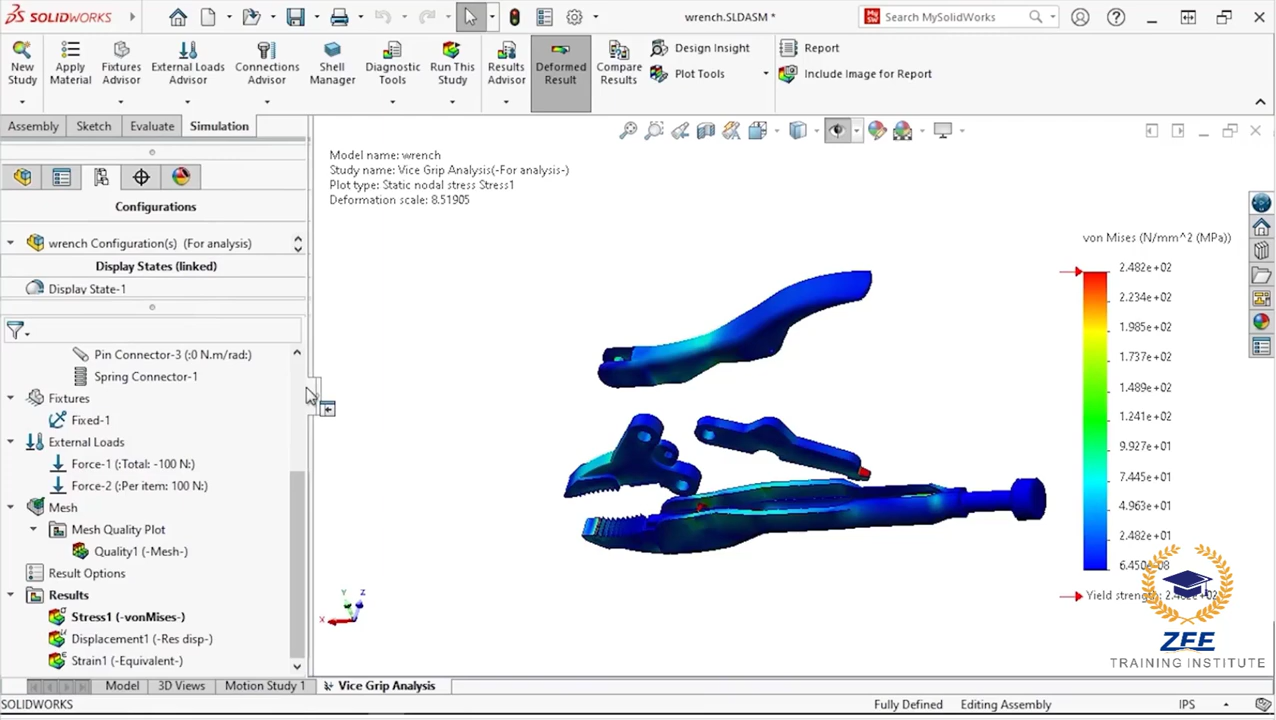 SOLIDWORKS
wrench.SLDASM *
Search MySolidWorks
New Study
Apply Material
Fixtures Advisor
External Loads Advisor
Connections Advisor
Shell Manager
Diagnostic Tools
Run This Study
Results Advisor
Deformed Result
Compare Results
Design Insight
Plot Tools
Report
Include Image for Report
Assembly
Sketch
Evaluate
Simulation
Configurations
wrench Configuration(s) (For analysis)
Display States (linked)
Display State-1
Pin Connector-3 (:0 N.m/rad:)
Spring Connector-1
Fixtures
Fixed-1
External Loads
Force-1 (:Total: -100 N:)
Force-2 (:Per item: 100 N:)
Mesh
Mesh Quality Plot
Quality1 (-Mesh-)
Result Options
Results
Stress1 (-vonMises-)
Displacement1 (-Res disp-)
Strain1 (-Equivalent-)
Model name: wrench
Study name: Vice Grip Analysis(-For analysis-)
Plot type: Static nodal stress Stress1
Deformation scale: 8.51905
von Mises (N/mm^2 (MPa))
2.482e+02
2.234e+02
1.985e+02
1.737e+02
1.489e+02
1.241e+02
9.927e+01
7.445e+01
4.963e+01
2.482e+01
Yield strength:
ZEE
TRAINING INSTITUTE
Model
3D Views
Motion Study 1
Vice Grip Analysis
SOLIDWORKS
Fully Defined
Editing Assembly
IPS